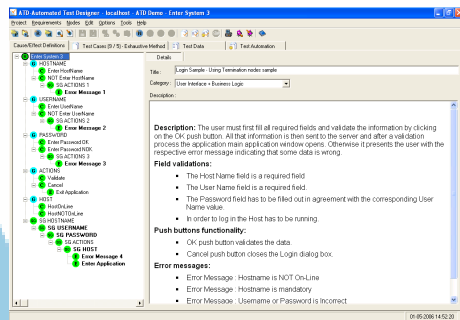 ATD-Automated Test Designer - localhost - ATD Demo - Enter System 3
Project Requirements Nodes Edit Options Tools Help
Cause/Effect Definitions Test Cases (9 / 5) - Exhaustive Method Test Data Test Automation
Enter System 3
HOSTNAME
Enter HostName
NOT Enter HostName
SG ACTIONS 1
Error Message 1
USERNAME
Enter UserName
NOT Enter UserName
SG ACTIONS 2
Error Message 2
PASSWORD
Enter Password OK
Enter Password NOK
SG ACTIONS 3
Error Message 3
ACTIONS
Validate
Cancel
Exit Application
HOST
HostOnLine
HostNOTOnLine
SG HOSTNAME
SG USERNAME
SG PASSWORD
SG ACTIONS
SG HOST
Error Message 4
Enter Application
Details
Title : Login Sample - Using Termination nodes sample
Category : User Interface + Business Logic
Description :
Description: The user must first fill all required fields and validate the information by clicking
on the OK push button. All that information is then sent to the server and after a validation
process the application main application window opens. Otherwise it presents the user with the
respective error message indicating that some data is wrong.
Field validations:
• The Host Name field is a required field
• The User Name field is a required field.
• The Password field has to be filled out in agreement with the corresponding User
Name value.
• In order to log in the Host has to be running.
Push buttons functionality:
• OK push button validates the data.
• Cancel push button closes the Login dialog box.
Error messages:
• Error Message : Hostname is NOT On-Line
• Error Message : Hostname is mandatory
• Error Message : Username or Password is Incorrect
01-05-2086 14:52:20